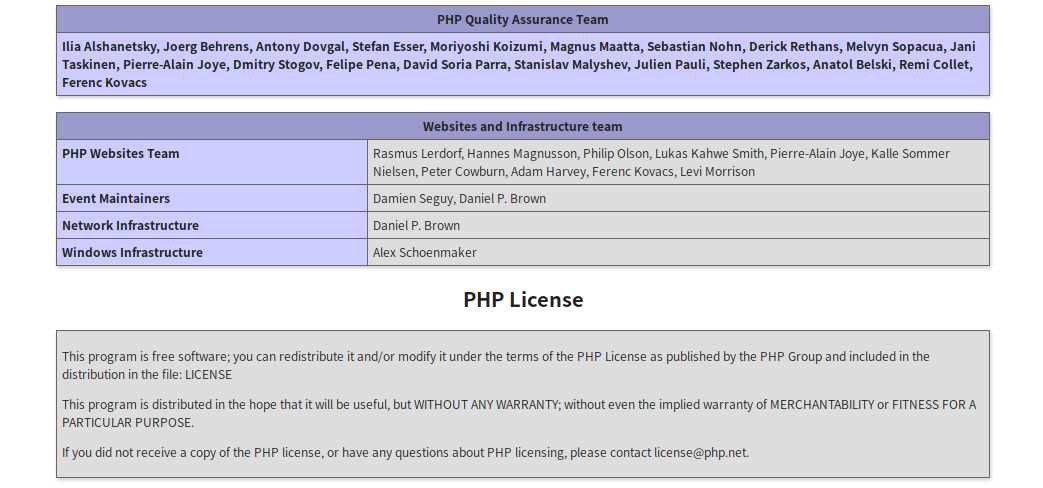 PHP Quality Assurance Team
Ilia Alshanetsky, Joerg Behrens, Antony Dovgal, Stefan Esser, Moriyoshi Koizumi, Magnus Maatta, Sebastian Nohn, Derick Rethans, Melvyn Sopacua, Jani
Taskinen, Pierre-Alain Joye, Dmitry Stogov, Felipe Pena, David Soria Parra, Stanislav Malyshev, Julien Pauli, Stephen Zarkos, Anatol Belski, Remi Collet,
Ferenc Kovacs
Websites and Infrastructure team
PHP Websites Team
Rasmus Lerdorf, Hannes Magnusson, Philip Olson, Lukas Kahwe Smith, Pierre-Alain Joye, Kalle Sommer
Nielsen, Peter Cowburn, Adam Harvey, Ferenc Kovacs, Levi Morrison
Event Maintainers
Damien Seguy, Daniel P. Brown
Network Infrastructure
Daniel P. Brown
Windows Infrastructure
Alex Schoenmaker
PHP License
This program is free software; you can redistribute it and/or modify it under the terms of the PHP License as published by the PHP Group and included in the
distribution in the file: LICENSE
This program is distributed in the hope that it will be useful, but WITHOUT ANY WARRANTY; without even the implied warranty of MERCHANTABILITY or FITNESS FOR A
PARTICULAR PURPOSE.
If you did not receive a copy of the PHP license, or have any questions about PHP licensing, please contact license@php.net.